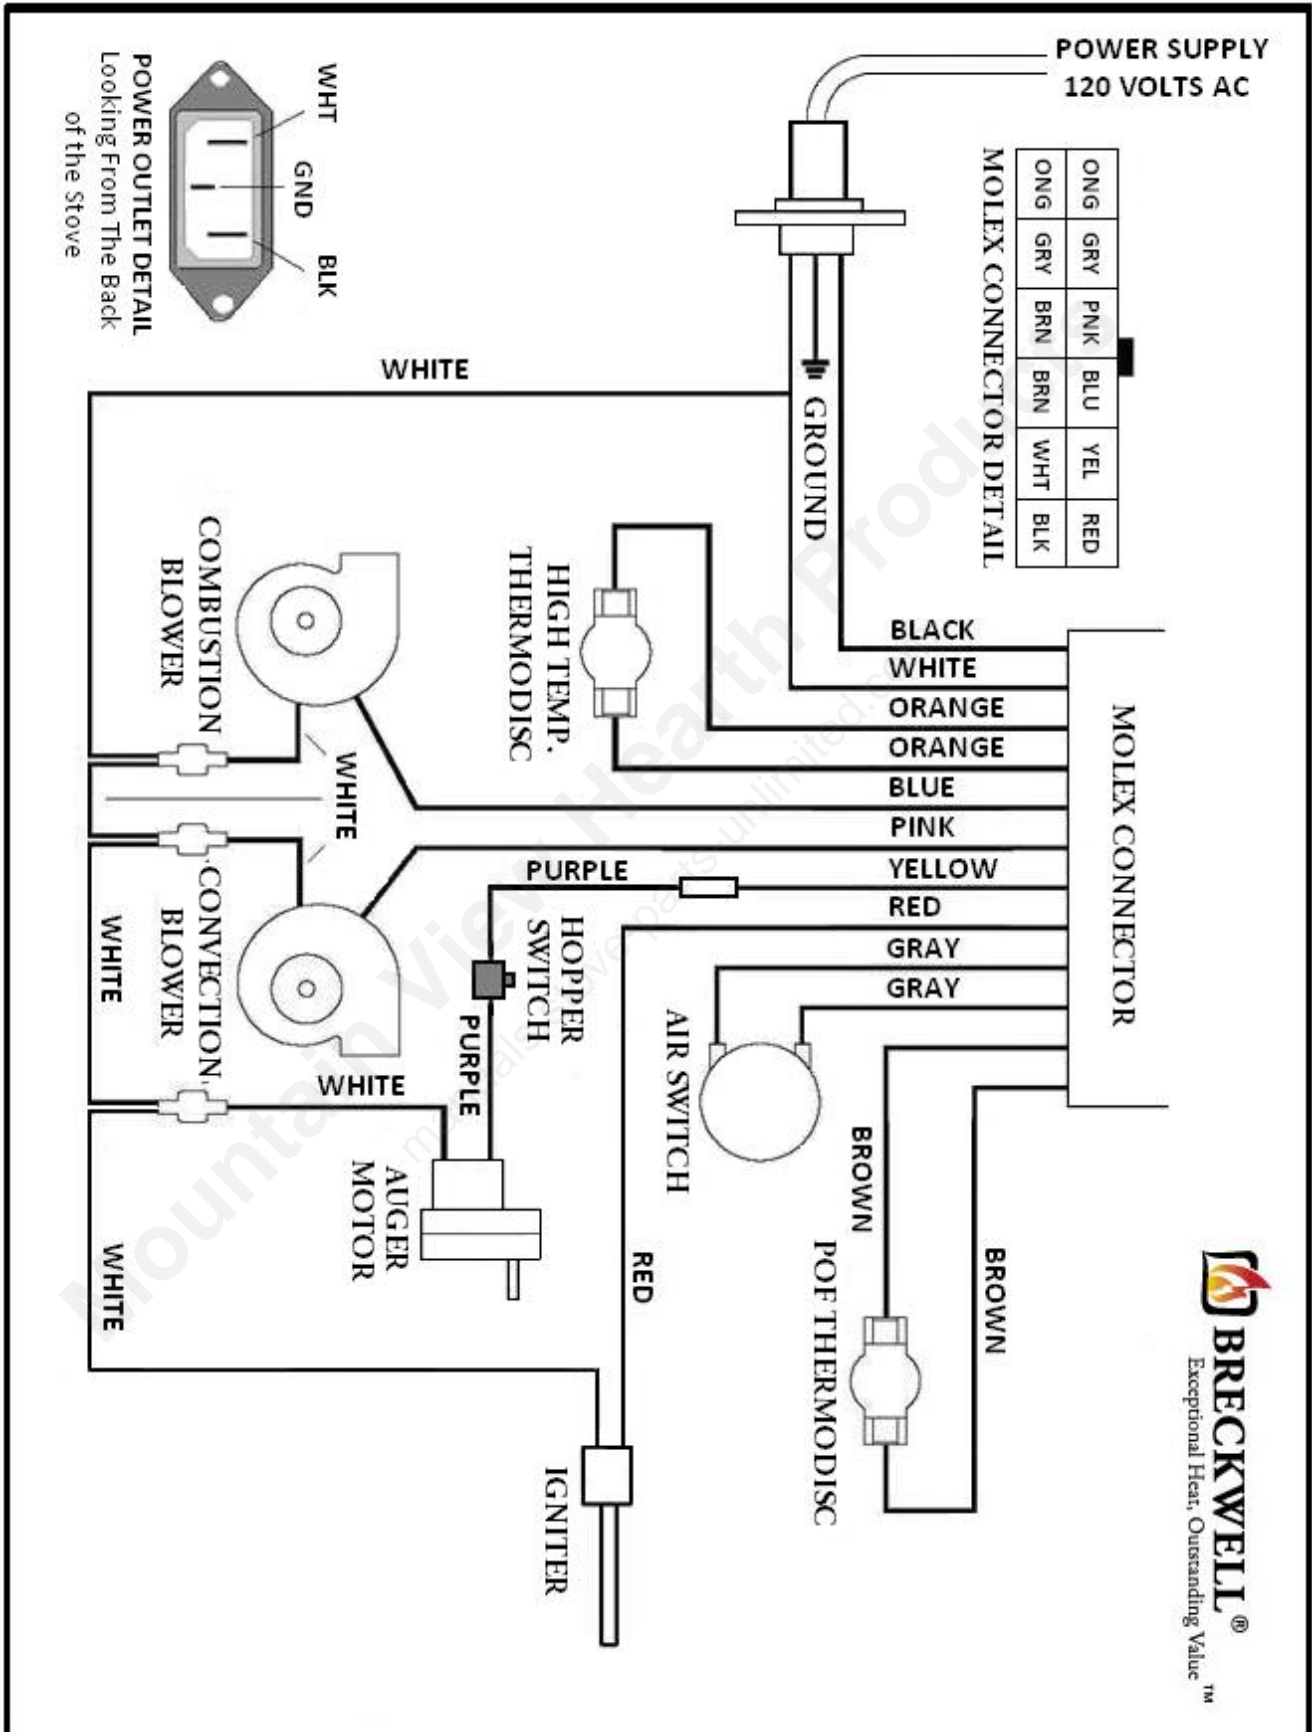 POWER SUPPLY
120 VOLTS AC
ONG GRY PNK BLU YEL RED
ONG GRY BRN BRN WHT BLK
MOLEX CONNECTOR DETAIL
WHT
GND
BLK
POWER OUTLET DETAIL
Looking From The Back
of the Stove
WHITE
GROUND
BLACK
WHITE
ORANGE
ORANGE
BLUE
PINK
YELLOW
RED
GRAY
GRAY
MOLEX CONNECTOR
HIGH TEMP.
THERMODISC
COMBUSTION
BLOWER
WHITE
CONVECTION
BLOWER
WHITE
PURPLE
HOPPER
SWITCH
PURPLE
WHITE
AUGER
MOTOR
AIR SWITCH
BROWN
BROWN
POF THERMODISC
RED
WHITE
IGNITER
BRECKWELL®
Exceptional Heat, Outstanding Value ™
Mountain View Hearth Products